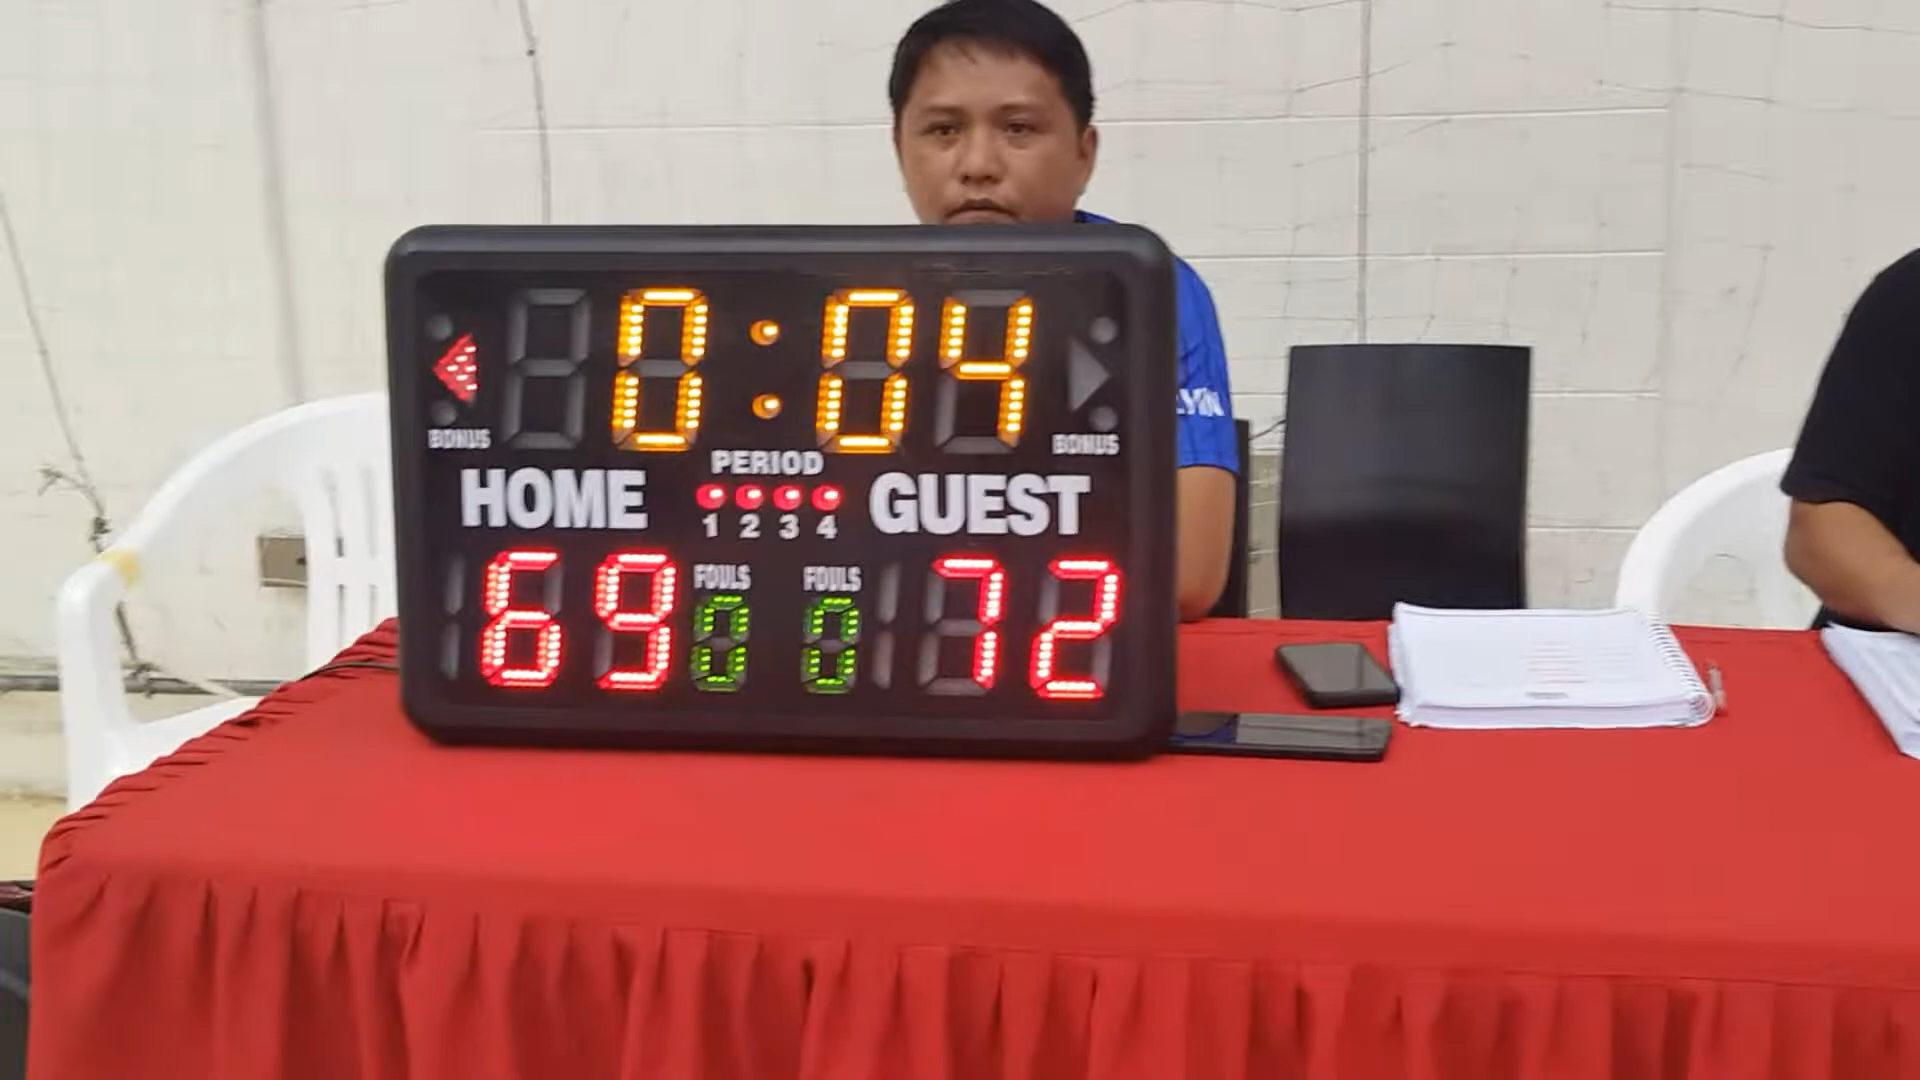 0:04
BONUS
BONUS
PERIOD
HOME
GUEST
1 2 3 4
FOULS
FOULS
69
0
0
72